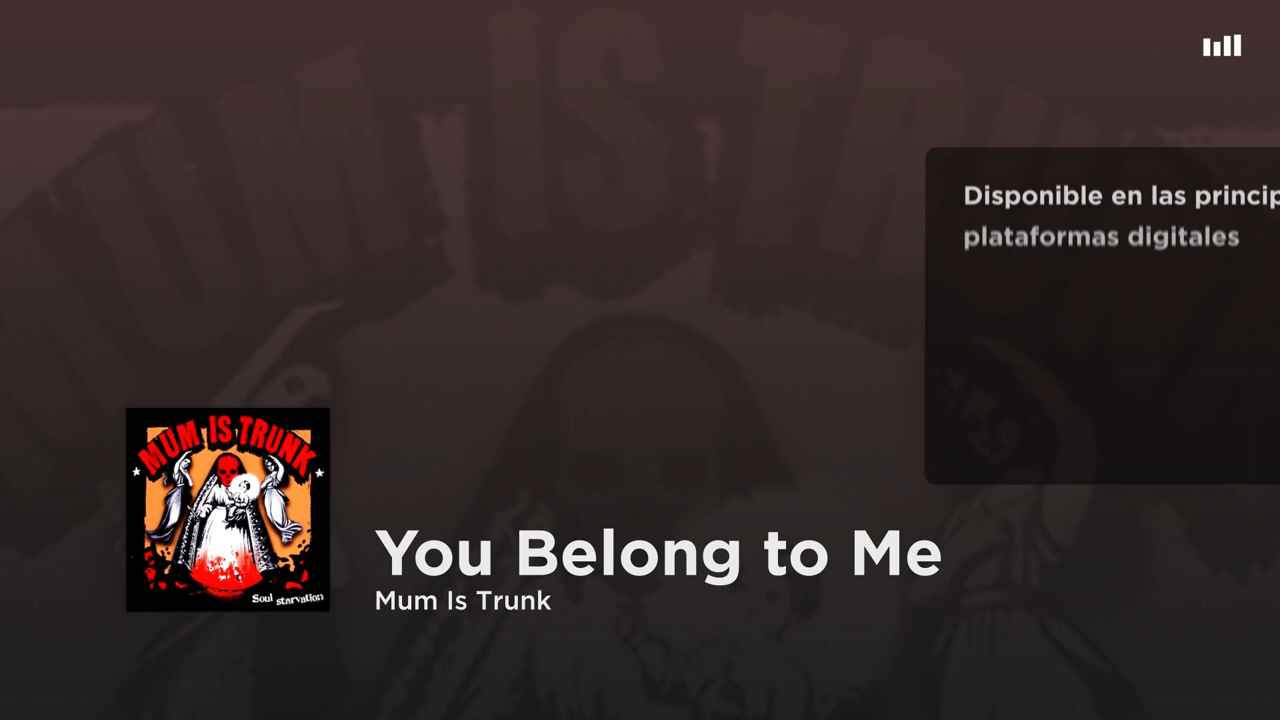 Disponible en las princip
plataformas digitales
MUM IS TRUNK
Soul starvation
You Belong to Me
Mum Is Trunk